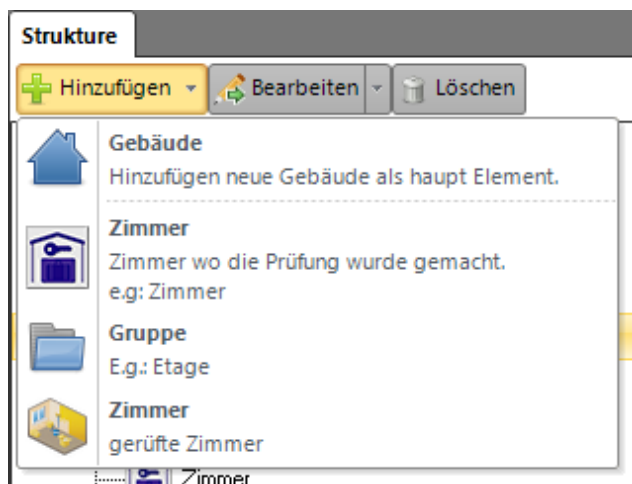 Strukture
Hinzufügen Bearbeiten Löschen
Gebäude
Hinzufügen neue Gebäude als haupt Element.
Zimmer
Zimmer wo die Prüfung wurde gemacht.
e.g: Zimmer
Gruppe
E.g.: Etage
Zimmer
gerüfte Zimmer
Zimmer